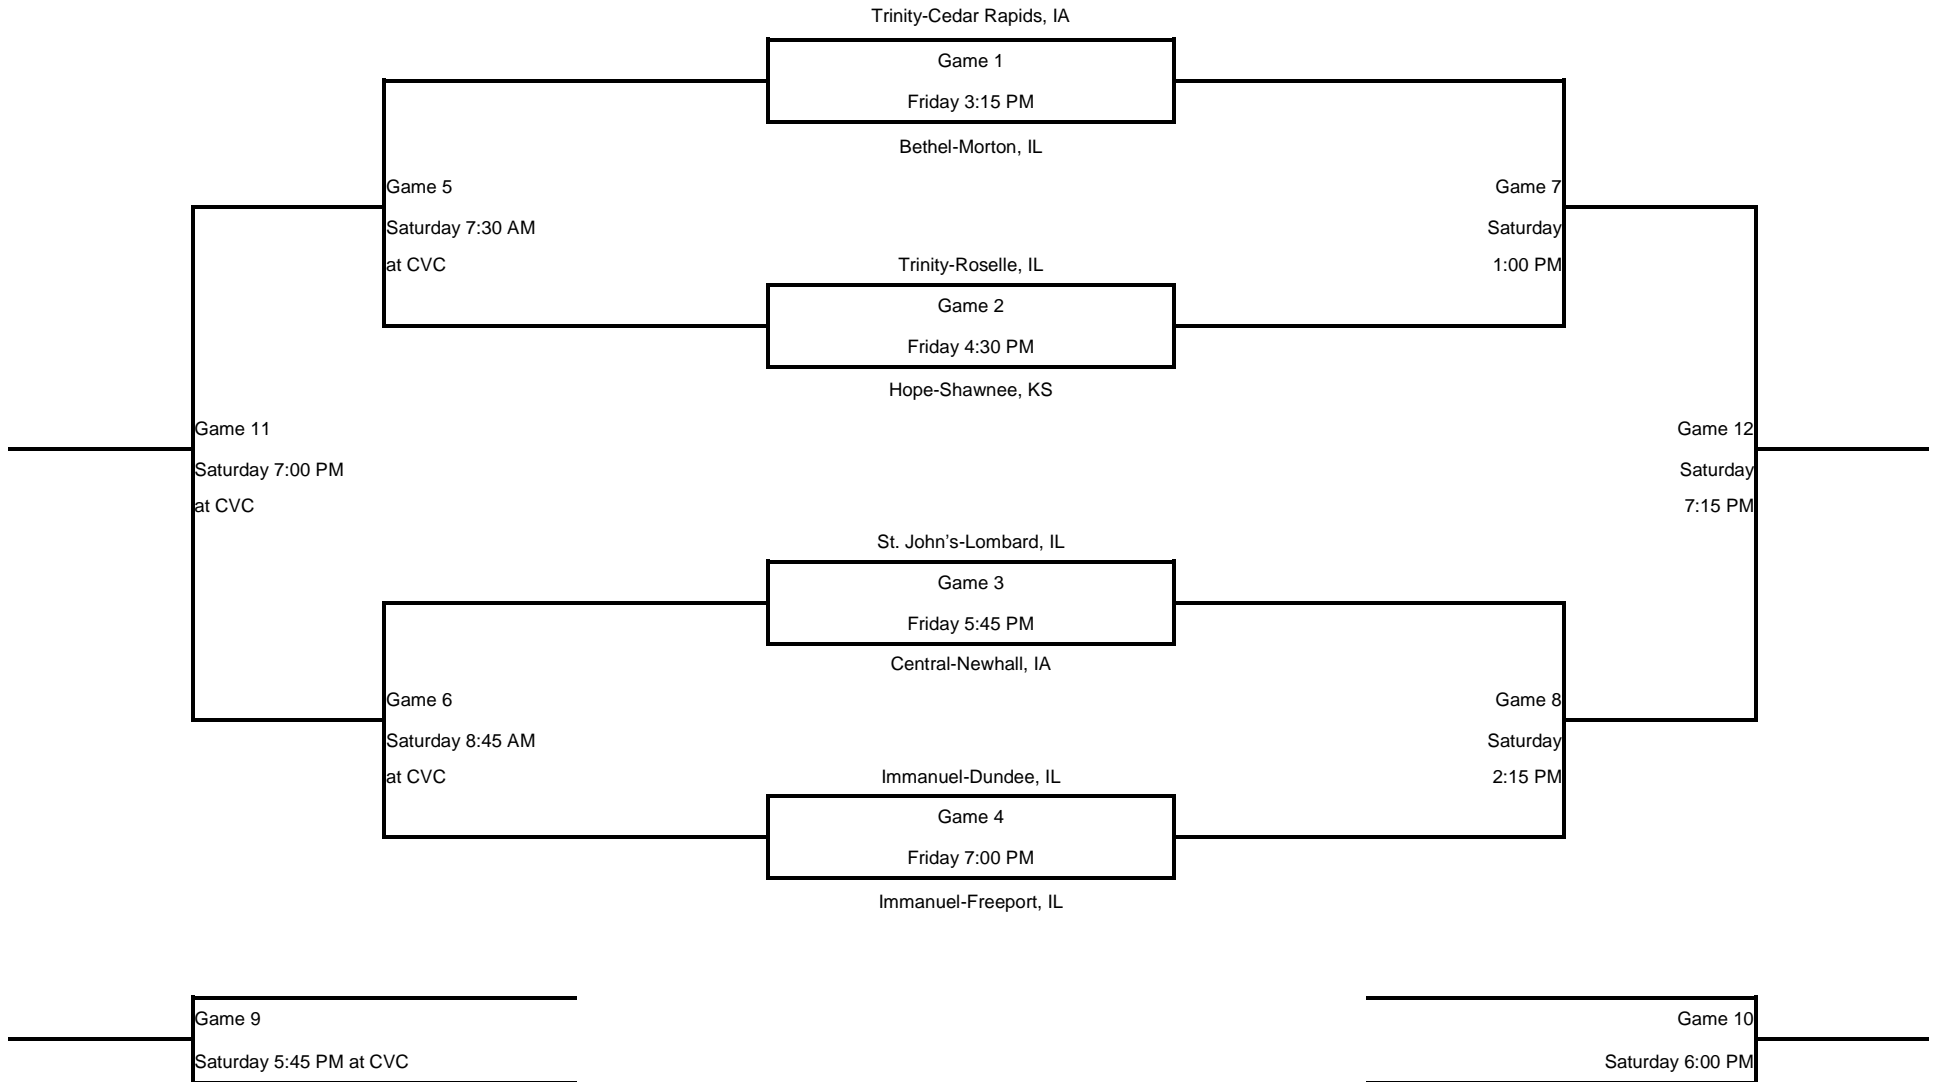 Trinity-Cedar Rapids, IA
Game 1
Friday 3:15 PM
Bethel-Morton, IL
Game 5
Saturday 7:30 AM
at CVC
Game 7
Saturday
1:00 PM
Trinity-Roselle, IL
Game 2
Friday 4:30 PM
Hope-Shawnee, KS
Game 11
Saturday 7:00 PM
at CVC
Game 12
Saturday
7:15 PM
St. John’s-Lombard, IL
Game 3
Friday 5:45 PM
Central-Newhall, IA
Game 6
Saturday 8:45 AM
at CVC
Game 8
Saturday
2:15 PM
Immanuel-Dundee, IL
Game 4
Friday 7:00 PM
Immanuel-Freeport, IL
Game 9
Saturday 5:45 PM at CVC
Game 10
Saturday 6:00 PM